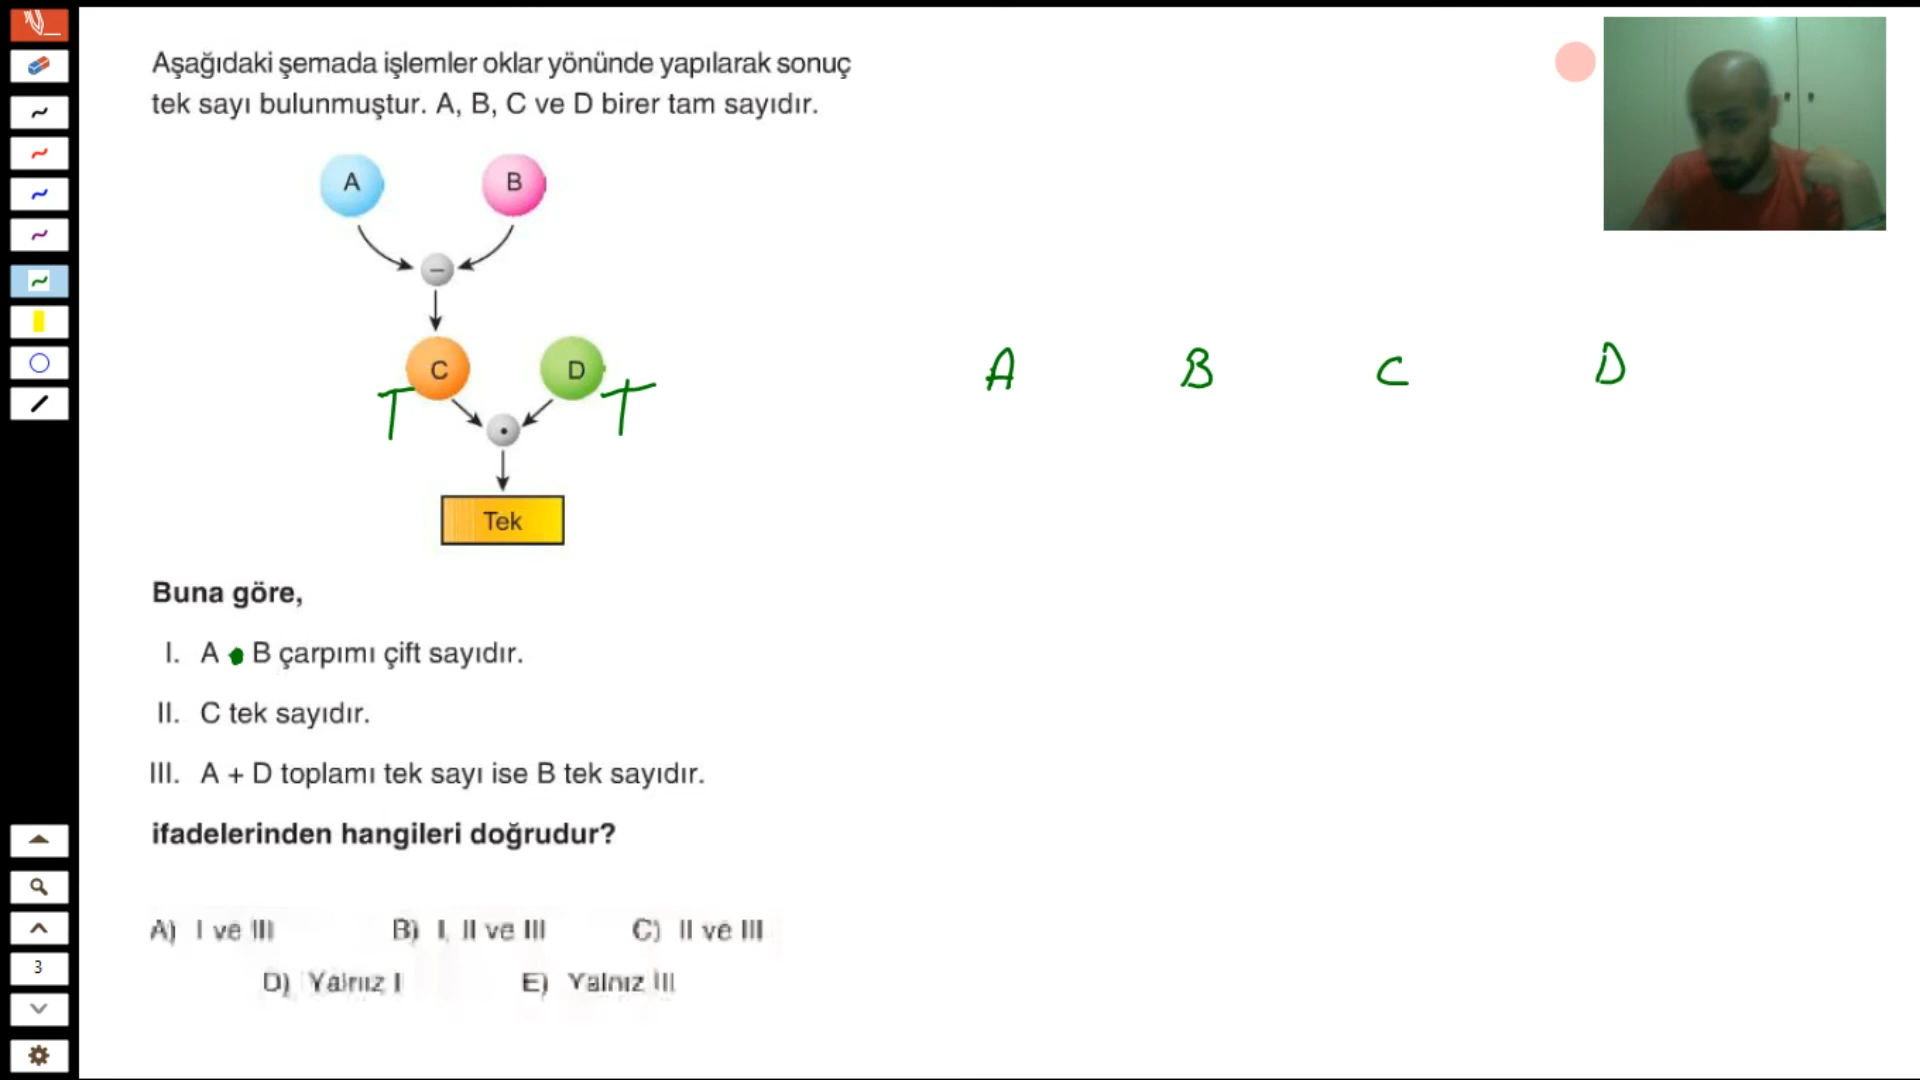 Aşağıdaki şemada işlemler oklar yönünde yapılarak sonuç
tek sayı bulunmuştur. A, B, C ve D birer tam sayıdır.
A B
−
C D
T T
•
Tek
A B C D
Buna göre,
I. A • B çarpımı çift sayıdır.
II. C tek sayıdır.
III. A + D toplamı tek sayı ise B tek sayıdır.
ifadelerinden hangileri doğrudur?
A) I ve III B) I, II ve III C) II ve III
D) Yalnız I E) Yalnız III
3